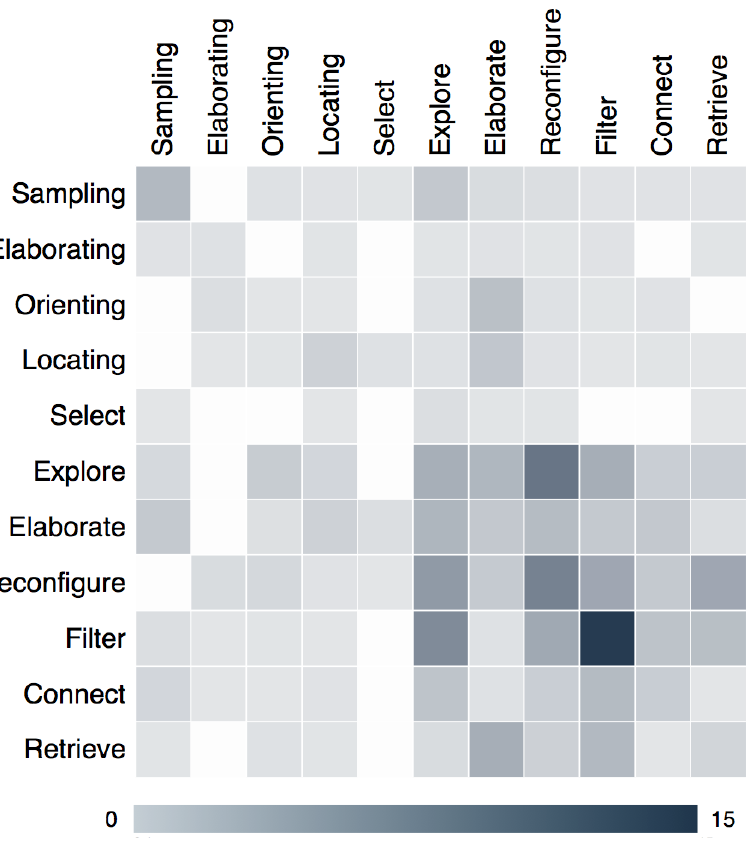 Sampling
Elaborating
Orienting
Locating
Select
Explore
Elaborate
Reconfigure
Filter
Connect
Retrieve
Sampling
Elaborating
Orienting
Locating
Select
Explore
Elaborate
econfigure
Filter
Connect
Retrieve
0 15